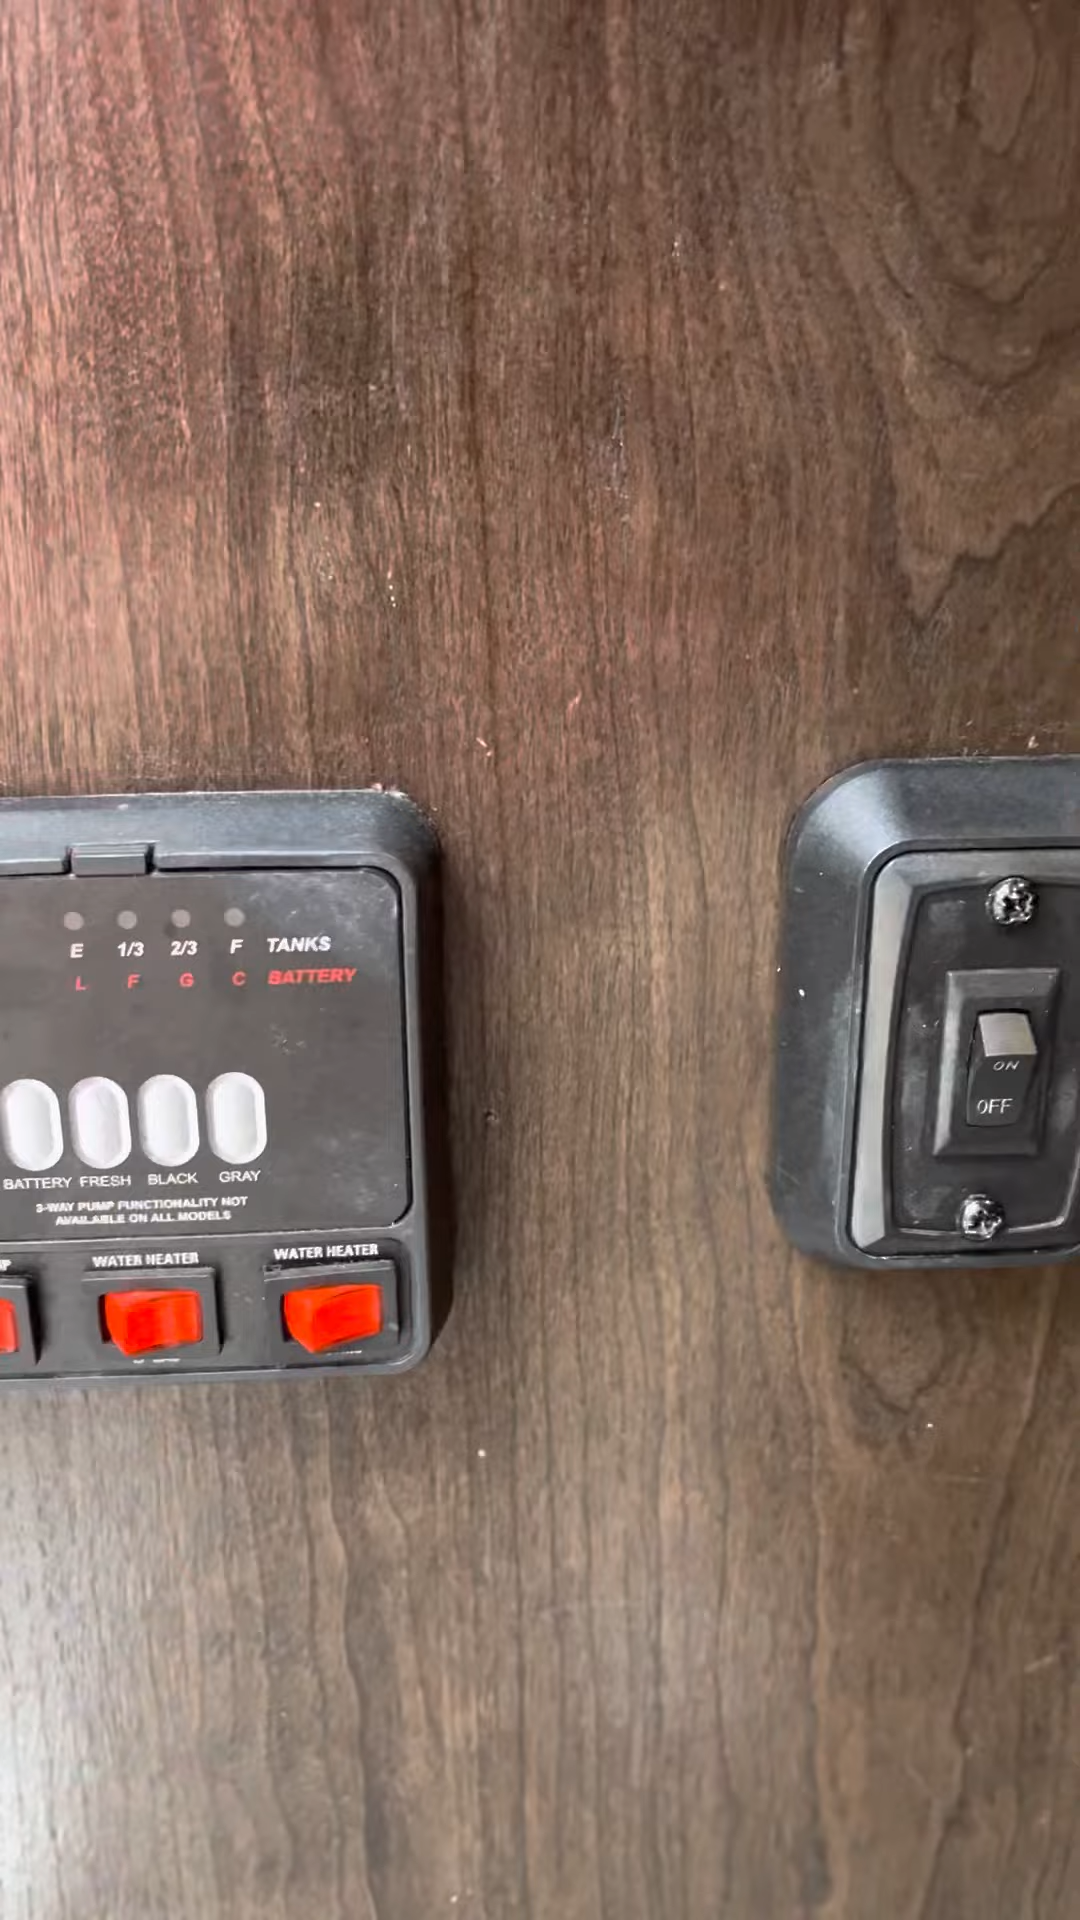 E 1/3 2/3 F TANKS
L F G C BATTERY
BATTERY FRESH BLACK GRAY
3-WAY PUMP FUNCTIONALITY NOT
AVAILABLE ON ALL MODELS
WATER HEATER WATER HEATER
ON
OFF